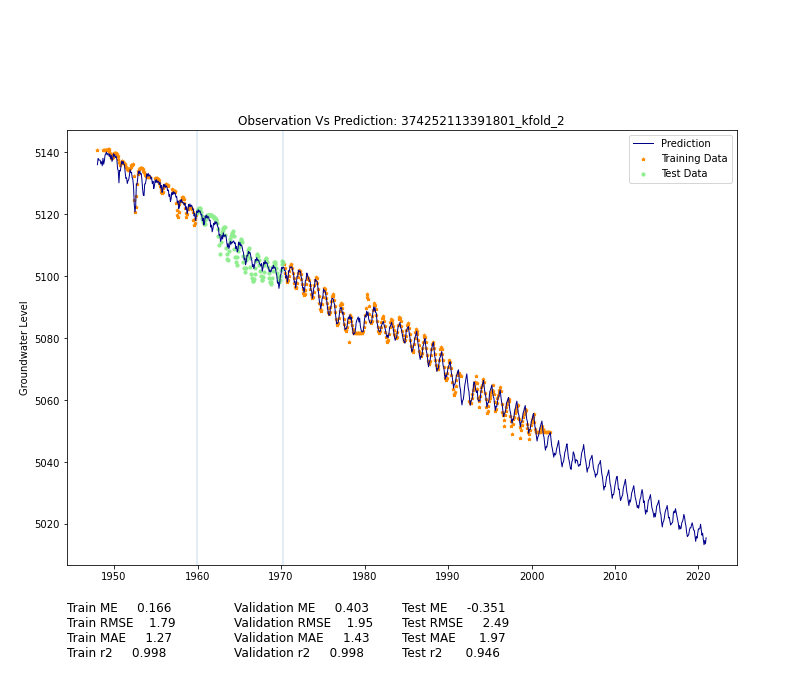 Observation Vs Prediction: 374252113391801_kfold_2
Prediction
Training Data
Test Data
Groundwater Level
5140
5120
5100
5080
5060
5040
5020
1950 1960 1970 1980 1990 2000 2010 2020
Train ME 0.166 Validation ME 0.403 Test ME -0.351
Train RMSE 1.79 Validation RMSE 1.95 Test RMSE 2.49
Train MAE 1.27 Validation MAE 1.43 Test MAE 1.97
Train r2 0.998 Validation r2 0.998 Test r2 0.946